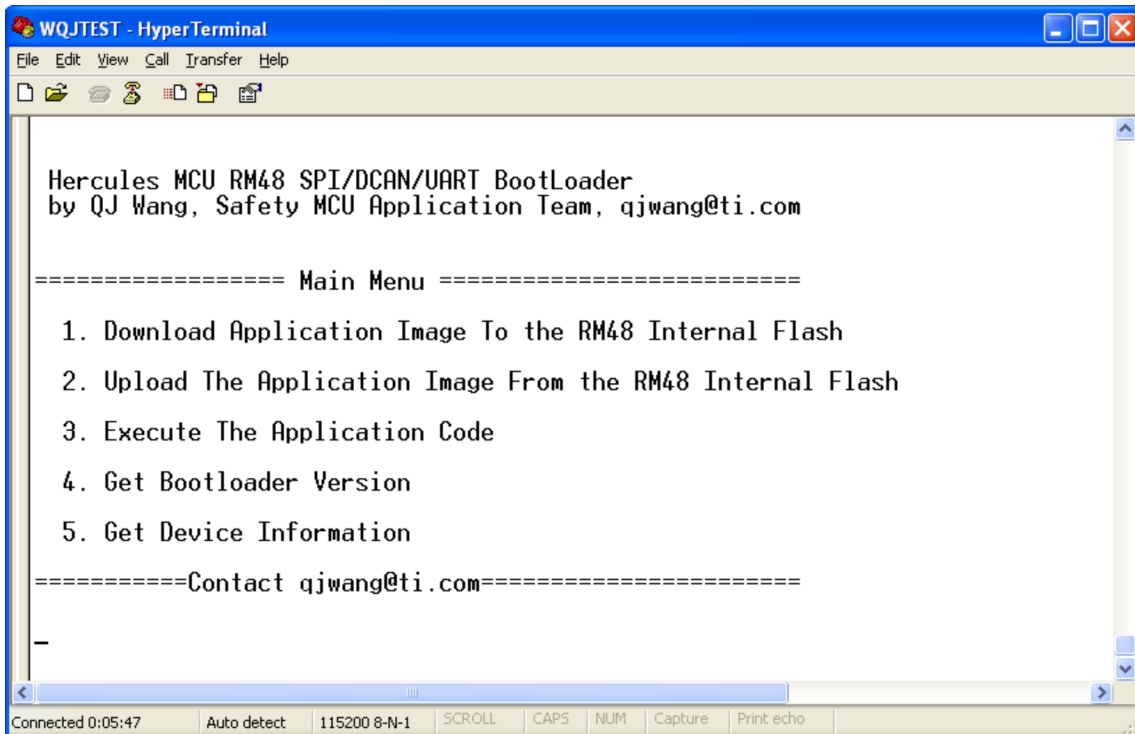 WQJTEST - HyperTerminal
File Edit View Call Transfer Help
Hercules MCU RM48 SPI/DCAN/UART BootLoader
by QJ Wang, Safety MCU Application Team, qjwang@ti.com
================== Main Menu ==========================
1. Download Application Image To the RM48 Internal Flash
2. Upload The Application Image From the RM48 Internal Flash
3. Execute The Application Code
4. Get Bootloader Version
5. Get Device Information
===========Contact qjwang@ti.com=======================
_
Connected 0:05:47 Auto detect 115200 8-N-1 SCROLL CAPS NUM Capture Print echo